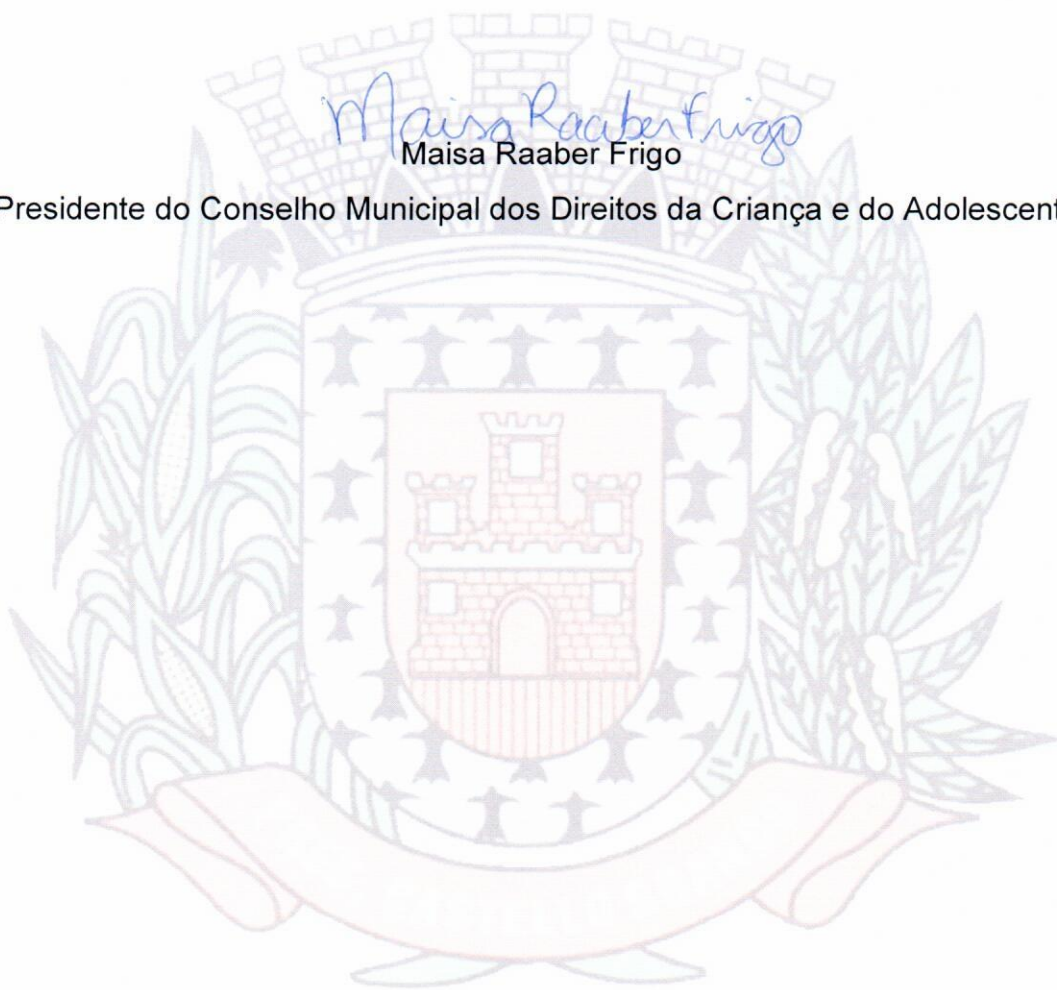 Maisa Raaber Frigo
Maisa Raaber Frigo
Presidente do Conselho Municipal dos Direitos da Criança e do Adolescent